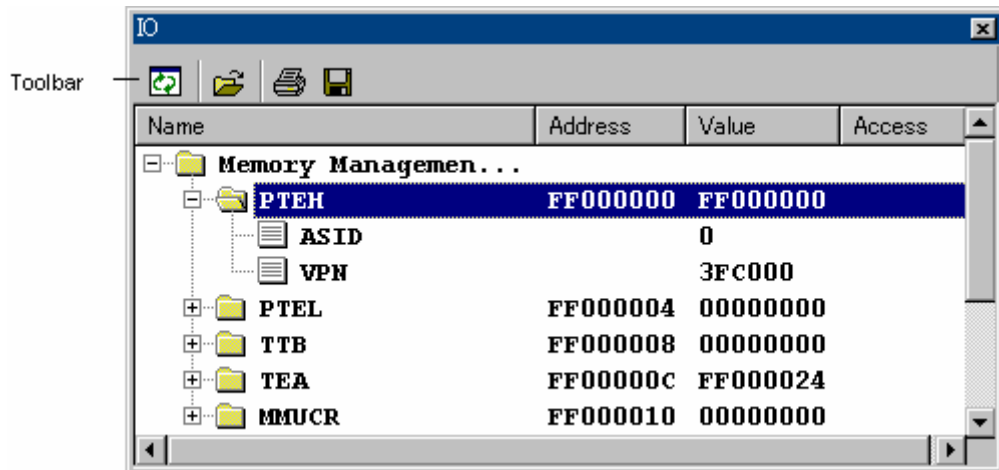 IO
Toolbar
Name Address Value Access
Memory Managemen...
PTEH FF000000 FF000000
ASID 0
VPN 3FC000
PTEL FF000004 00000000
TTB FF000008 00000000
TEA FF00000C FF000024
MMUCR FF000010 00000000